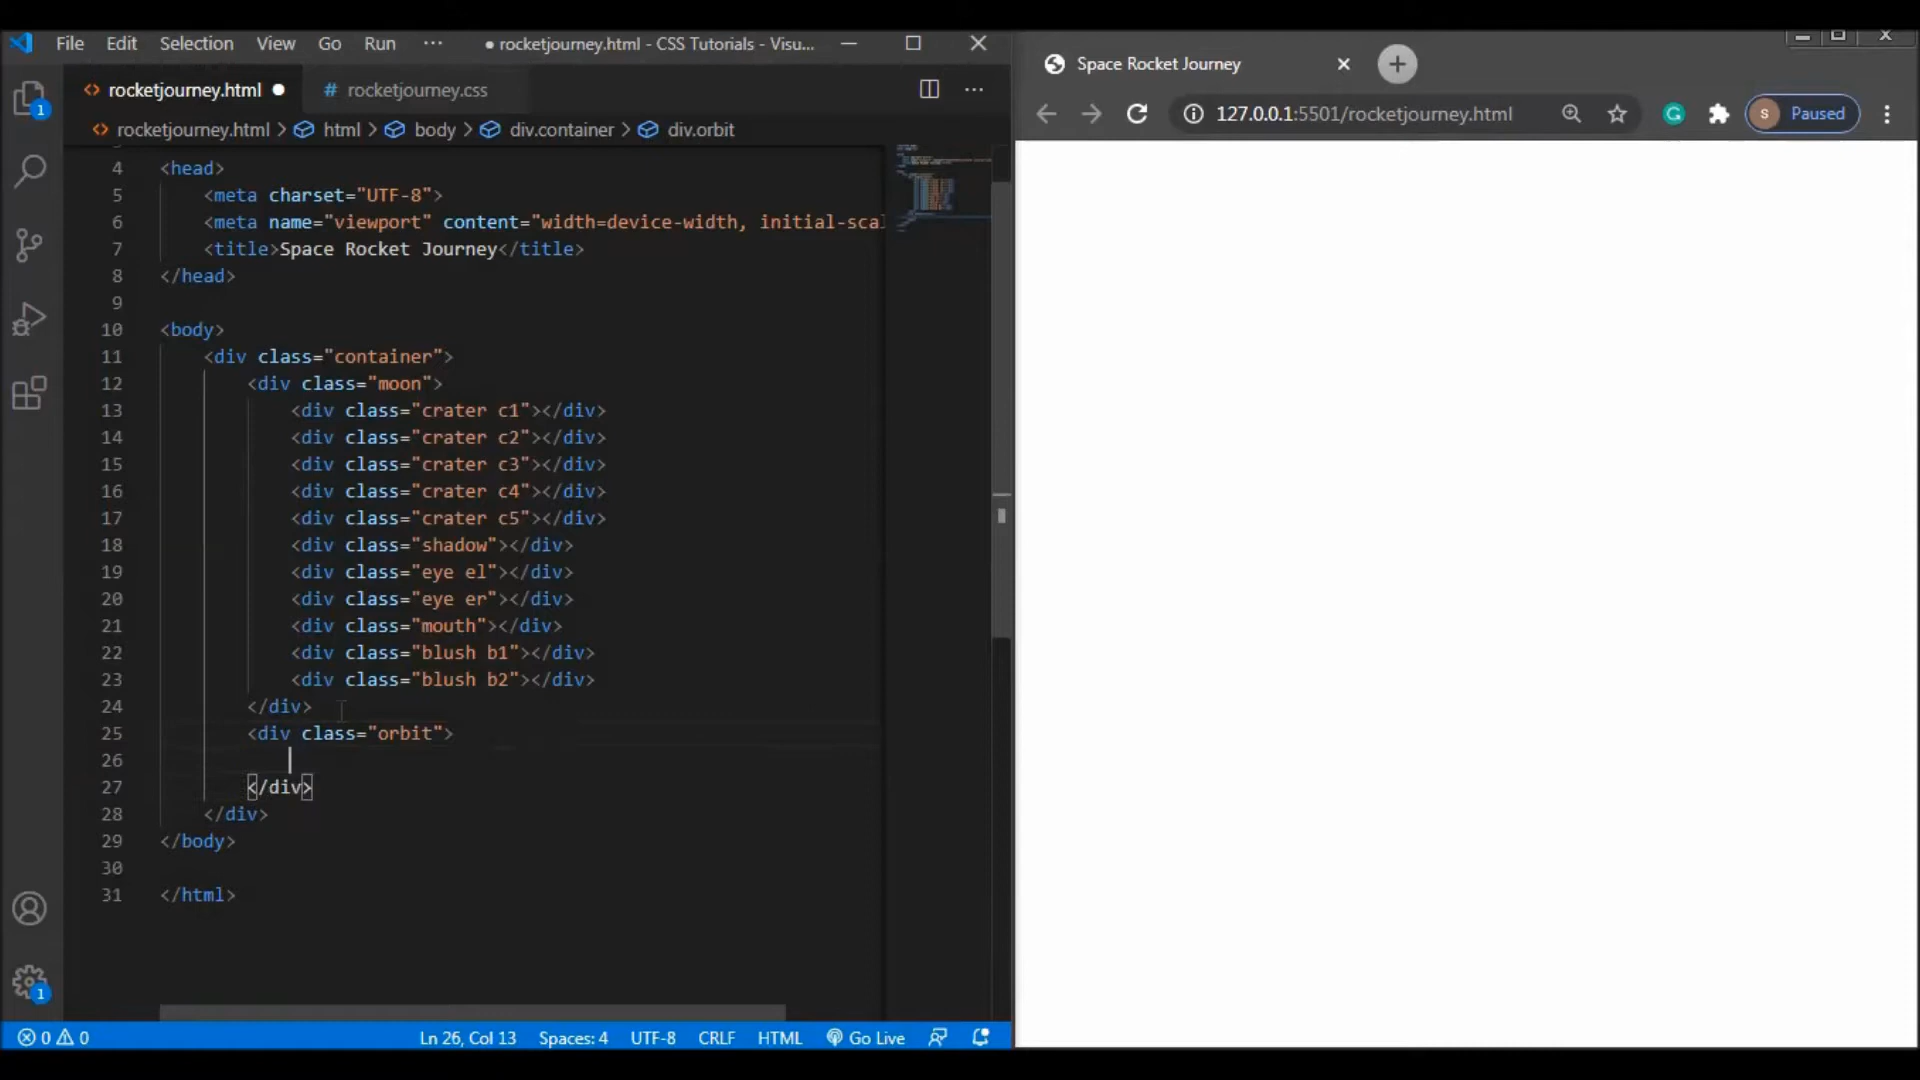 File Edit Selection View Go Run ··· ● rocketjourney.html - CSS Tutorials - Visu...
rocketjourney.html ● # rocketjourney.css ···
rocketjourney.html > html > body > div.container > div.orbit
4 <head>
5 <meta charset="UTF-8">
6 <meta name="viewport" content="width=device-width, initial-scal
7 <title>Space Rocket Journey</title>
8 </head>
9
10 <body>
11 <div class="container">
12 <div class="moon">
13 <div class="crater c1"></div>
14 <div class="crater c2"></div>
15 <div class="crater c3"></div>
16 <div class="crater c4"></div>
17 <div class="crater c5"></div>
18 <div class="shadow"></div>
19 <div class="eye el"></div>
20 <div class="eye er"></div>
21 <div class="mouth"></div>
22 <div class="blush b1"></div>
23 <div class="blush b2"></div>
24 </div>
25 <div class="orbit">
26
27 </div>
28 </div>
29 </body>
30
31 </html>
1
1
0 0 Ln 26, Col 13 Spaces: 4 UTF-8 CRLF HTML Go Live
Space Rocket Journey
127.0.0.1:5501/rocketjourney.html S Paused